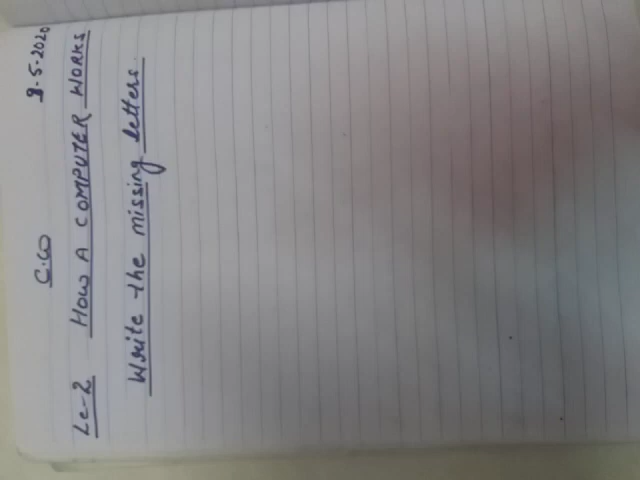 C.W 8.5.2020
Le-2 HOW A COMPUTER WORKS
Write the missing letters.